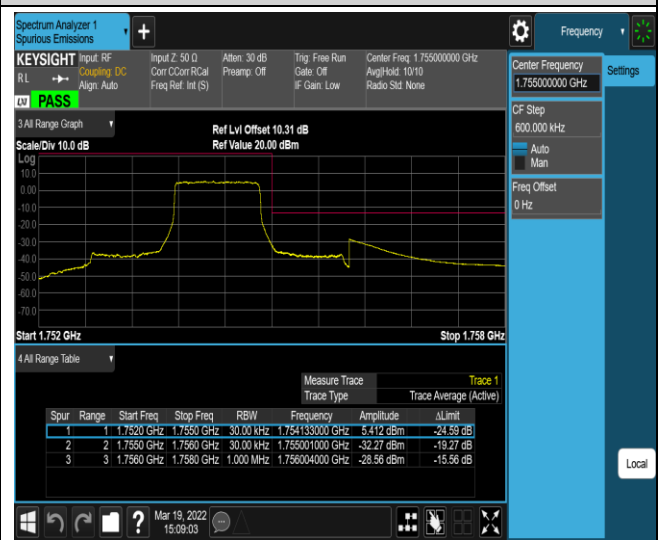 Spectrum Analyzer 1
Spurious Emissions
+
Frequency
KEYSIGHT Input: RF Input Z: 50 Ω Atten: 30 dB Trig: Free Run Center Freq: 1.755000000 GHz
RL Coupling: DC Corr CCorr RCal Preamp: Off Gate: Off Avg|Hold: 10/10
Align: Auto Freq Ref: Int (S) IF Gain: Low Radio Std: None
LXI PASS
3 All Range Graph
Ref Lvl Offset 10.31 dB
Scale/Div 10.0 dB Ref Value 20.00 dBm
Log
10.0
0.00
-10.0
-20.0
-30.0
-40.0
-50.0
-60.0
-70.0
Start 1.752 GHz Stop 1.758 GHz
4 All Range Table
Measure Trace Trace 1
Trace Type Trace Average (Active)
Spur Range Start Freq Stop Freq RBW Frequency Amplitude ΔLimit
1 1 1.7520 GHz 1.7550 GHz 30.00 kHz 1.754133000 GHz 5.412 dBm -24.59 dB
2 2 1.7550 GHz 1.7560 GHz 30.00 kHz 1.755001000 GHz -32.27 dBm -19.27 dB
3 3 1.7560 GHz 1.7580 GHz 1.000 MHz 1.756004000 GHz -28.56 dBm -15.56 dB
Mar 19, 2022
15:09:03
?
Center Frequency
1.755000000 GHz
Settings
CF Step
600.000 kHz
Auto
Man
Freq Offset
0 Hz
Local